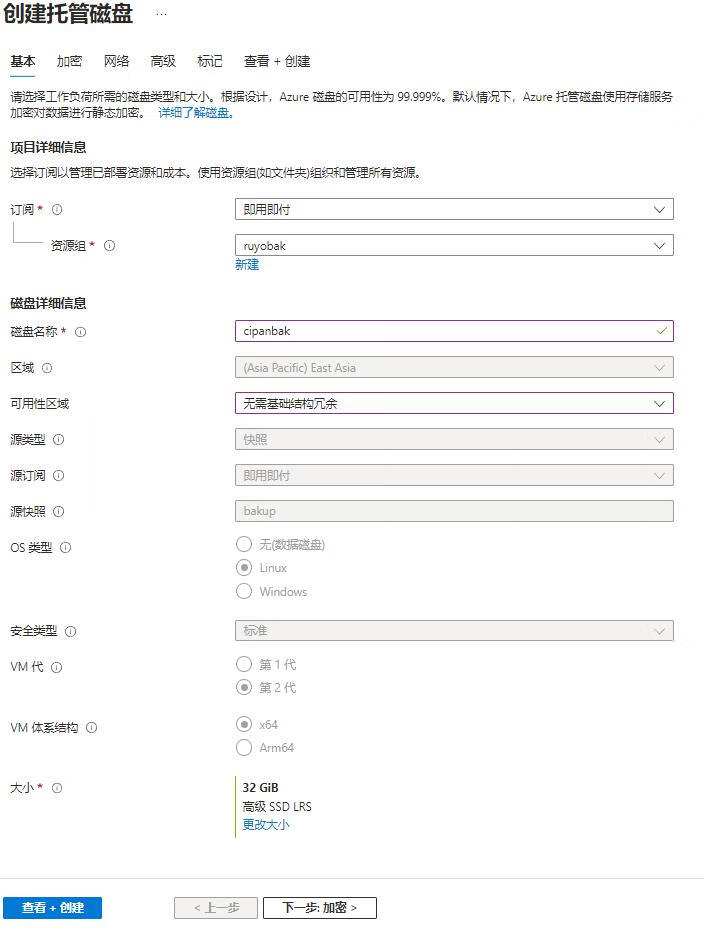 创建托管磁盘 ...
基本 加密 网络 高级 标记 查看 + 创建
请选择工作负荷所需的磁盘类型和大小。根据设计，Azure 磁盘的可用性为 99.999%。默认情况下，Azure 托管磁盘使用存储服务
加密对数据进行静态加密。 详细了解磁盘。
项目详细信息
选择订阅以管理已部署资源和成本。使用资源组(如文件夹)组织和管理所有资源。
订阅 * 即用即付
资源组 * ruyobak
新建
磁盘详细信息
磁盘名称 * cipanbak
区域 (Asia Pacific) East Asia
可用性区域 无需基础结构冗余
源类型 快照
源订阅 即用即付
源快照 bakup
OS 类型 无(数据磁盘)
Linux
Windows
安全类型 标准
VM 代 第 1 代
第 2 代
VM 体系结构 x64
Arm64
大小 * 32 GiB
高级 SSD LRS
更改大小
查看 + 创建 < 上一步 下一步: 加密 >